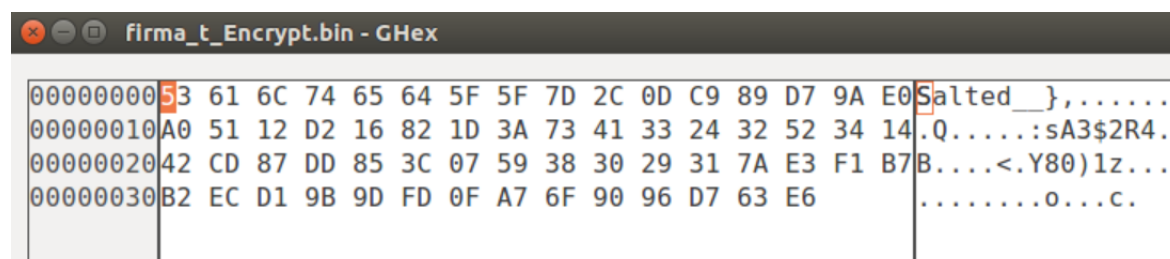 firma_t_Encrypt.bin - GHex
00000000 53 61 6C 74 65 64 5F 5F 7D 2C 0D C9 89 D7 9A E0 Salted__},......
00000010 A0 51 12 D2 16 82 1D 3A 73 41 33 24 32 52 34 14 .Q.....:sA3$2R4.
00000020 42 CD 87 DD 85 3C 07 59 38 30 29 31 7A E3 F1 B7 B....<.Y80)1z...
00000030 B2 EC D1 9B 9D FD 0F A7 6F 90 96 D7 63 E6 ........o...c.